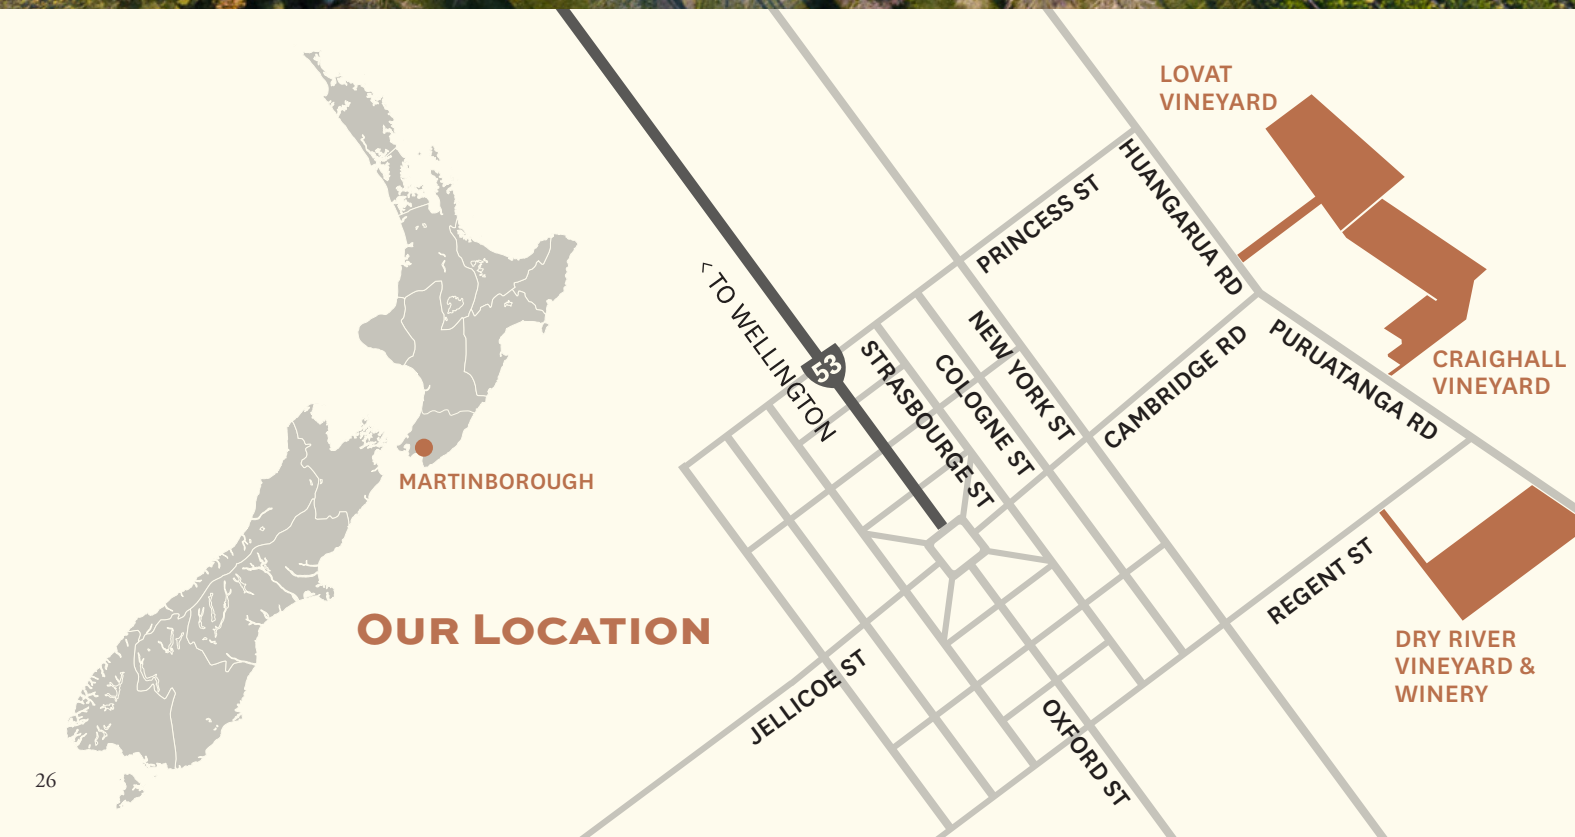 LOVAT
VINEYARD
HUANGARUA RD
PRINCESS ST
< TO WELLINGTON
53
STRASBOURGE ST
COLOGNE ST
NEW YORK ST
CAMBRIDGE RD
PURUATANGA RD
CRAIGHALL
VINEYARD
MARTINBOROUGH
REGENT ST
OUR LOCATION
DRY RIVER
VINEYARD &
WINERY
JELLICOE ST
OXFORD ST
26